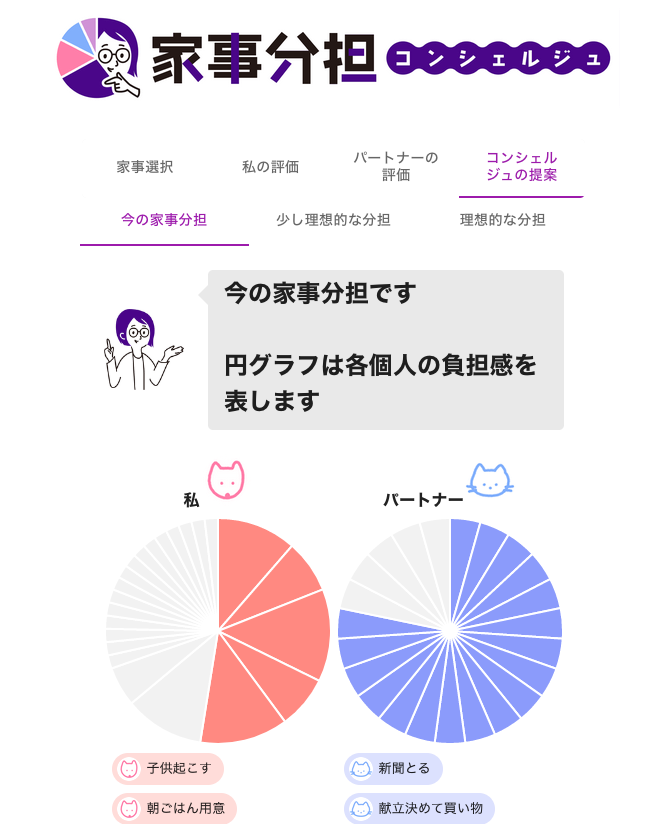 家事分担コンシェルジュ
家事選択
私の評価
パートナーの
評価
コンシェル
ジュの提案
今の家事分担
少し理想的な分担
理想的な分担
今の家事分担です
円グラフは各個人の負担感を
表します
私
パートナー
子供起こす
新聞とる
朝ごはん用意
献立決めて買い物